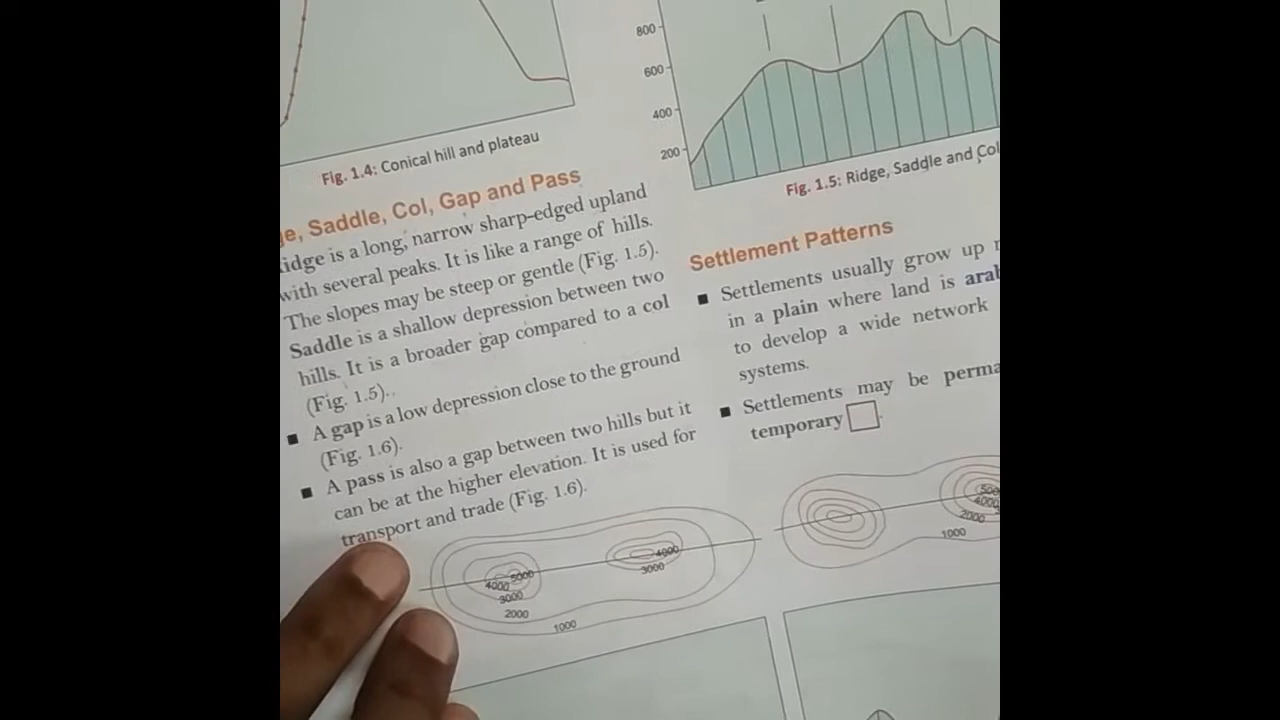 Fig. 1.4: Conical hill and plateau
Saddle, Col, Gap and Pass
is a long, narrow sharp-edged upland
with several peaks. It is like a range of hills.
The slopes may be steep or gentle (Fig. 1.5).
Saddle is a shallow depression between two
hills. It is a broader gap compared to a col
(Fig. 1.5)..
■ A gap is a low depression close to the ground
(Fig. 1.6).
■ A pass is also a gap between two hills but it
can be at the higher elevation. It is used for
transport and trade (Fig. 1.6).
4000 5000
3000
2000
1000
4000
3000
800
600
400
200
Fig. 1.5: Ridge, Saddle and Col
Settlement Patterns
■ Settlements usually grow up
in a plain where land is
to develop a wide network
systems.
■ Settlements may be
temporary
4000
2000
1000